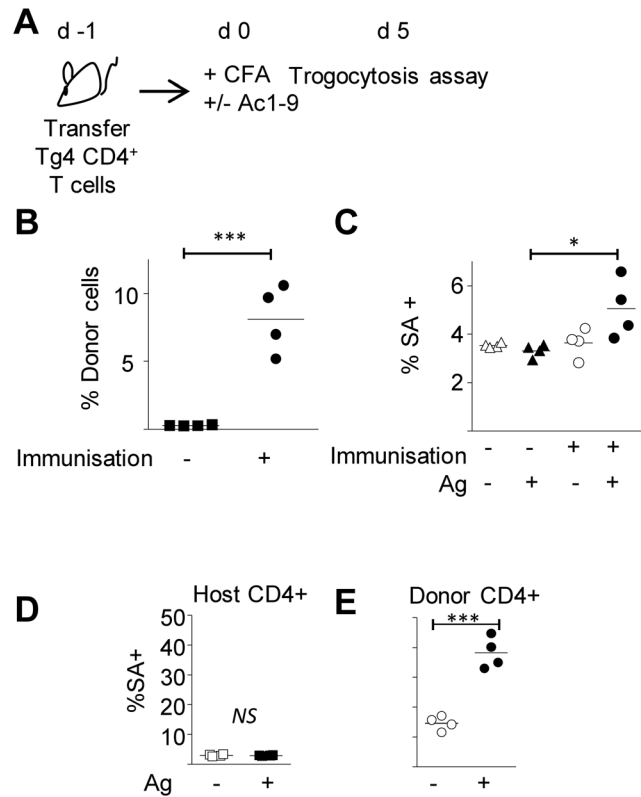 A
d -1 d 0 d 5
+ CFA Trogocytosis assay
+/- Ac1-9
Transfer
Tg4 CD4+
T cells
B
***
% Donor cells
10
5
Immunisation - +
C
*
% SA +
6
4
2
Immunisation - - + +
Ag - + - +
D
Host CD4+
%SA+
50
40
30
20
10
NS
Ag - +
E
Donor CD4+
***
- +